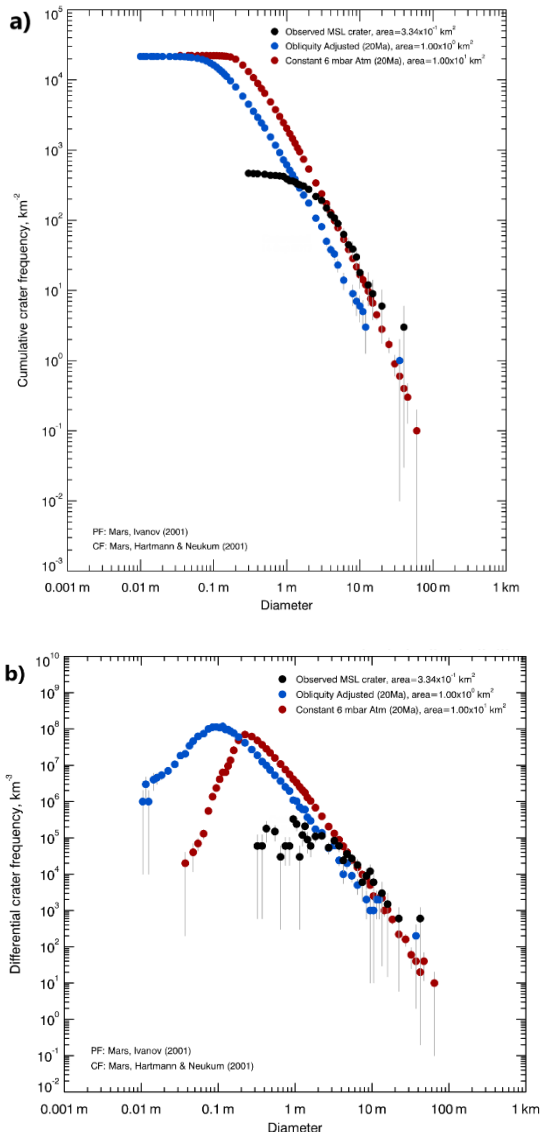 a)
Observed MSL crater, area=3.34x10⁻¹ km²
Obliquity Adjusted (20Ma), area=1.00x10⁰ km²
Constant 6 mbar Atm (20Ma), area=1.00x10¹ km²
10⁵
10⁴
10³
10²
10¹
10⁰
10⁻¹
10⁻²
10⁻³
Cumulative crater frequency, km⁻²
PF: Mars, Ivanov (2001)
CF: Mars, Hartmann & Neukum (2001)
0.001 m 0.01 m 0.1 m 1 m 10 m 100 m 1 km
Diameter
b)
Observed MSL crater, area=3.34x10⁻¹ km²
Obliquity Adjusted (20Ma), area=1.00x10⁰ km²
Constant 6 mbar Atm (20Ma), area=1.00x10¹ km²
10¹⁰
10⁹
10⁸
10⁷
10⁶
10⁵
10⁴
10³
10²
10¹
10⁰
10⁻¹
10⁻²
Differential crater frequency, km⁻³
PF: Mars, Ivanov (2001)
CF: Mars, Hartmann & Neukum (2001)
0.001 m 0.01 m 0.1 m 1 m 10 m 100 m 1 km
Diameter